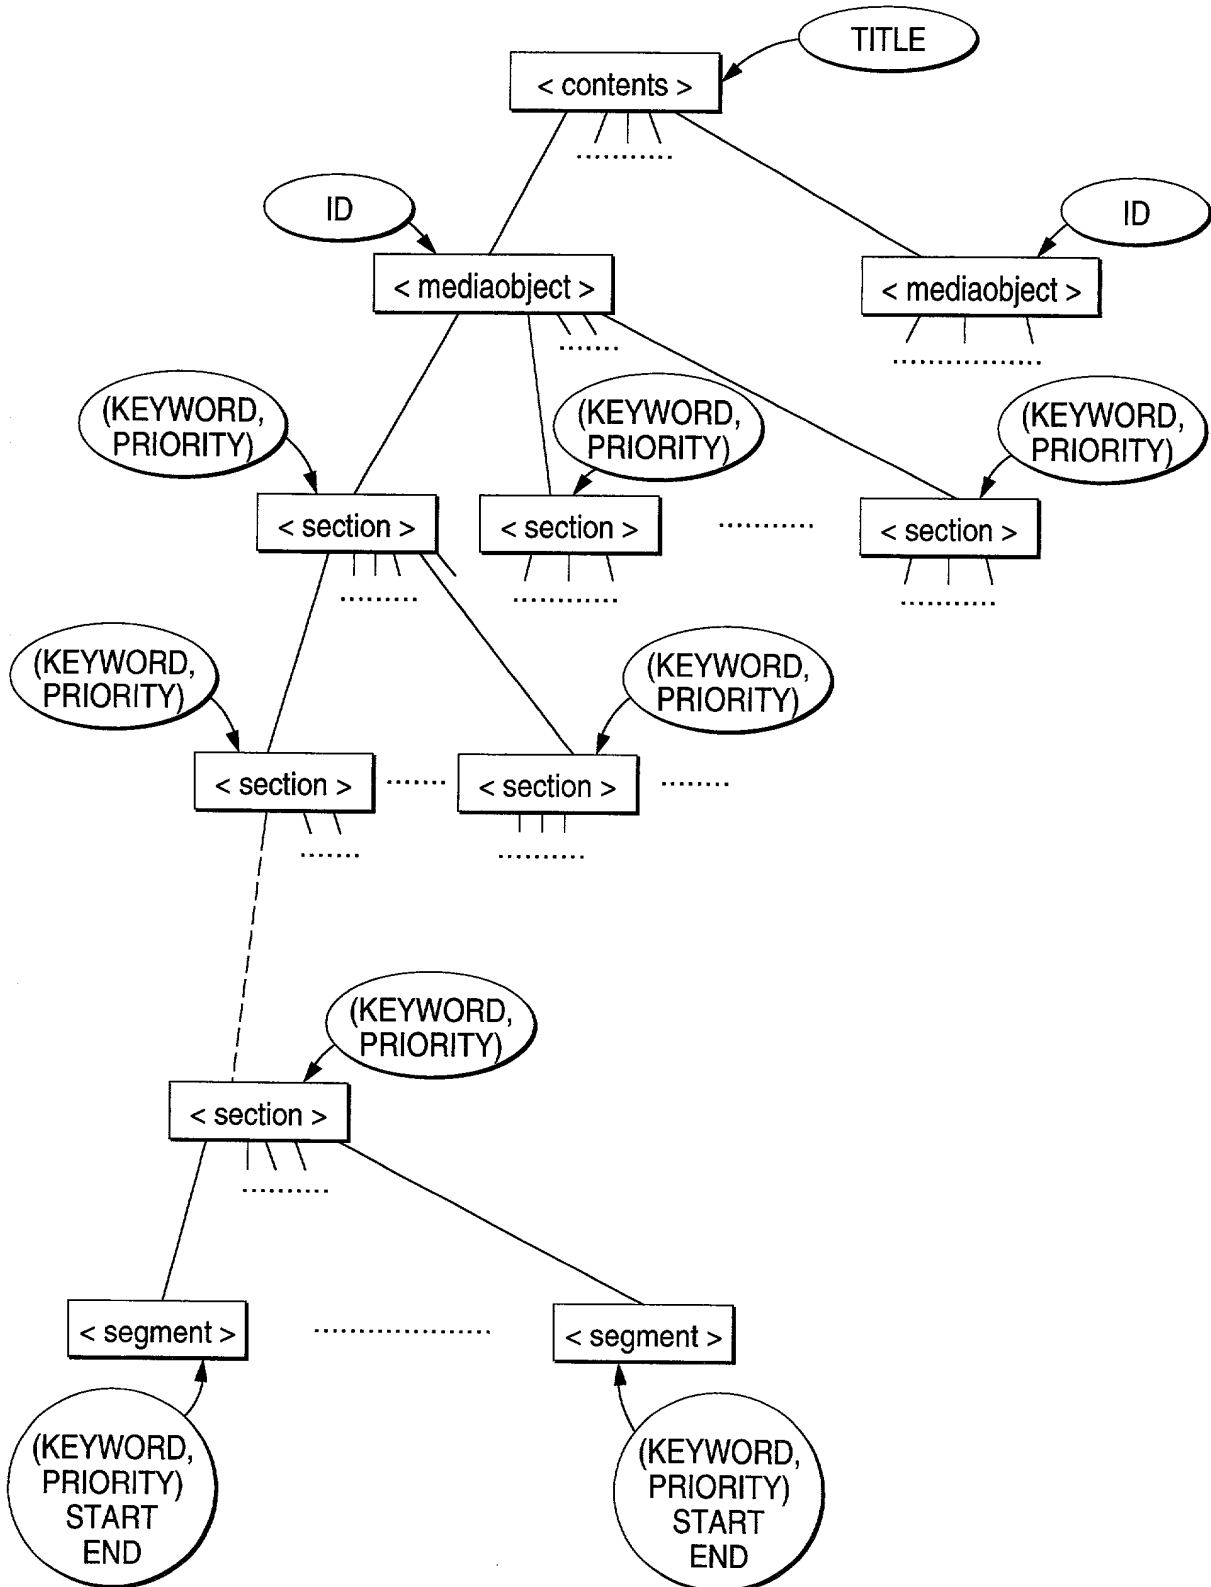 TITLE
< contents >
ID
ID
< mediaobject >
< mediaobject >
(KEYWORD,
PRIORITY)
(KEYWORD,
PRIORITY)
(KEYWORD,
PRIORITY)
< section >
< section >
< section >
(KEYWORD,
PRIORITY)
(KEYWORD,
PRIORITY)
< section >
< section >
(KEYWORD,
PRIORITY)
< section >
< segment >
< segment >
(KEYWORD,
PRIORITY)
START
END
(KEYWORD,
PRIORITY)
START
END